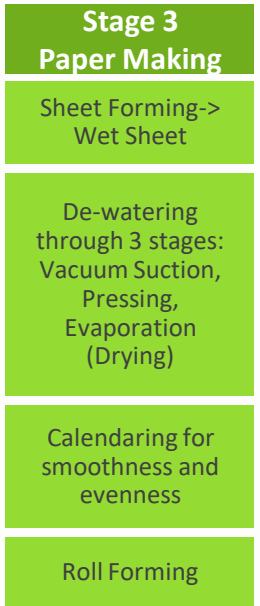 Stage 3
Paper Making
Sheet Forming->
Wet Sheet
De-watering
through 3 stages:
Vacuum Suction,
Pressing,
Evaporation
(Drying)
Calendaring for
smoothness and
evenness
Roll Forming